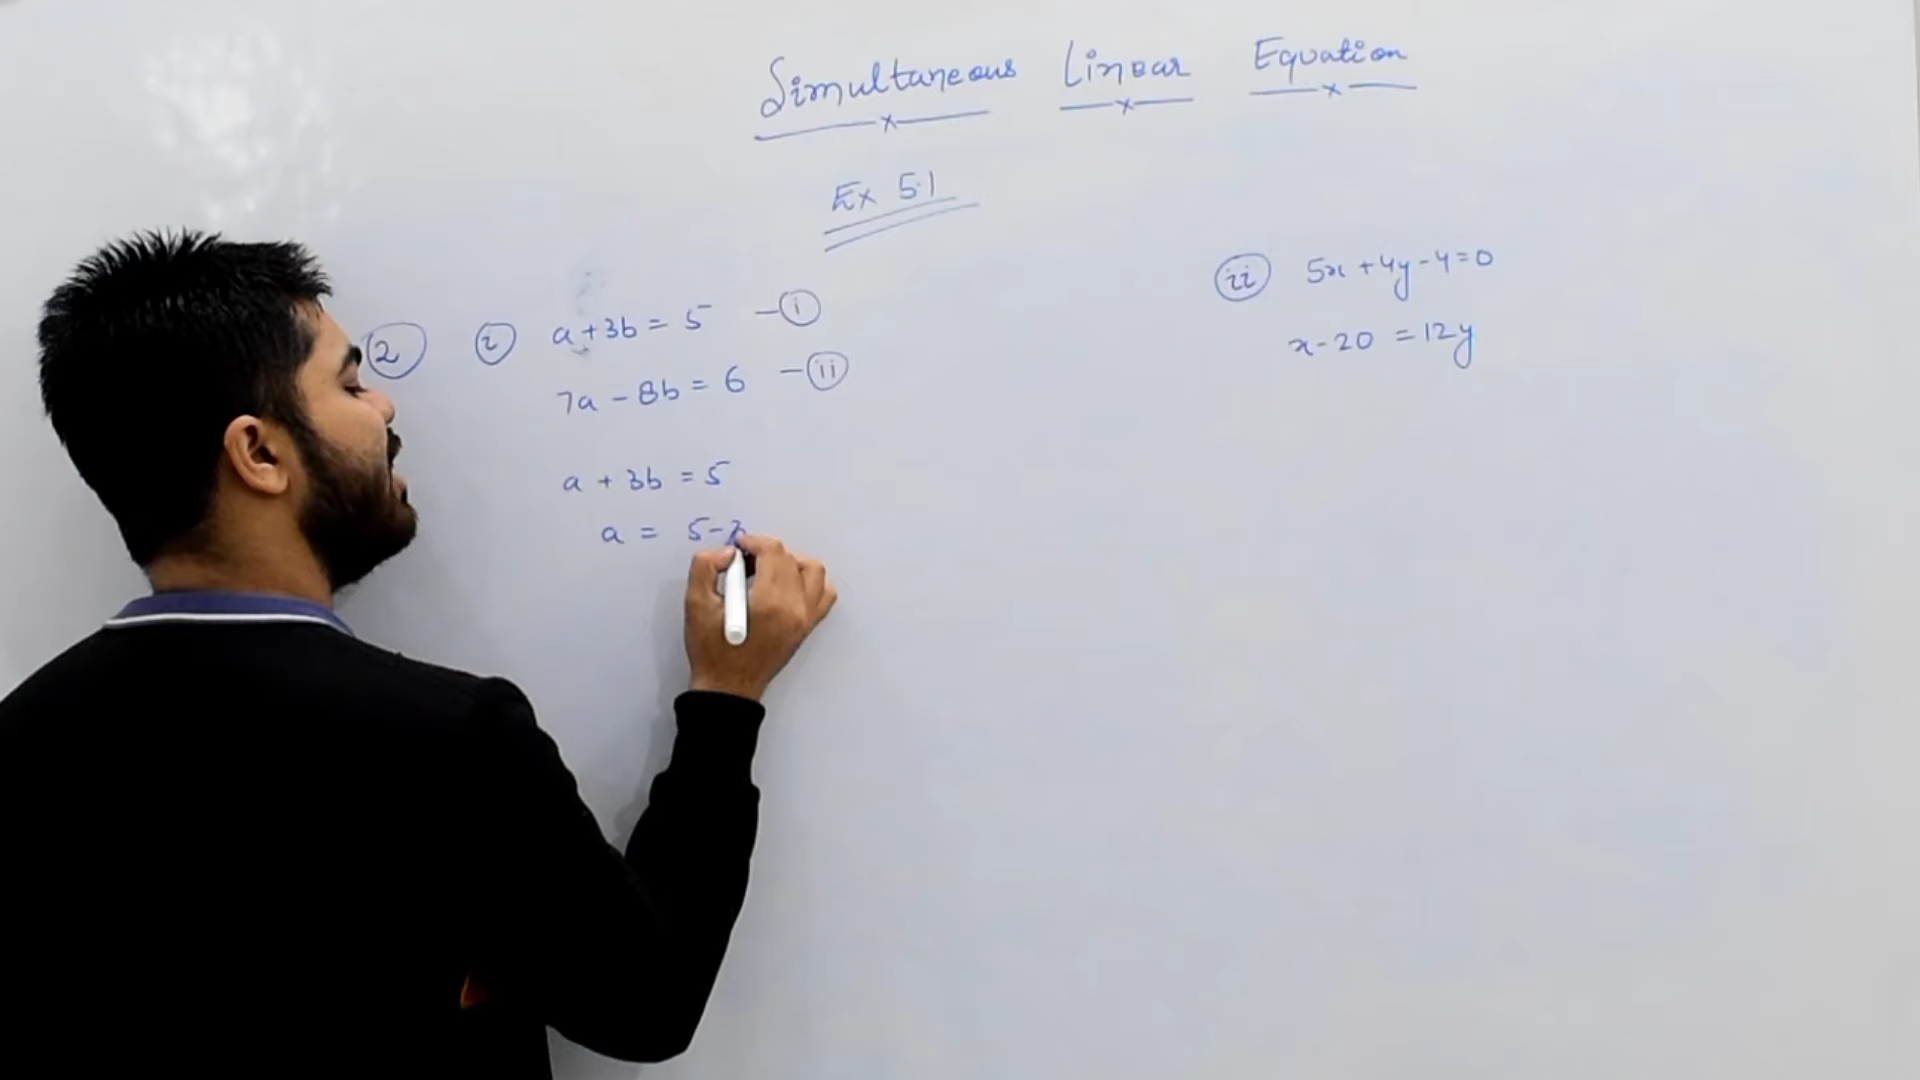 Simultaneous Linear Equation
Ex 5.1
2 i a+3b = 5 - i
7a - 8b = 6 - ii
a + 3b = 5
a = 5-3
ii 5x +4y-4=0
x-20 =12y